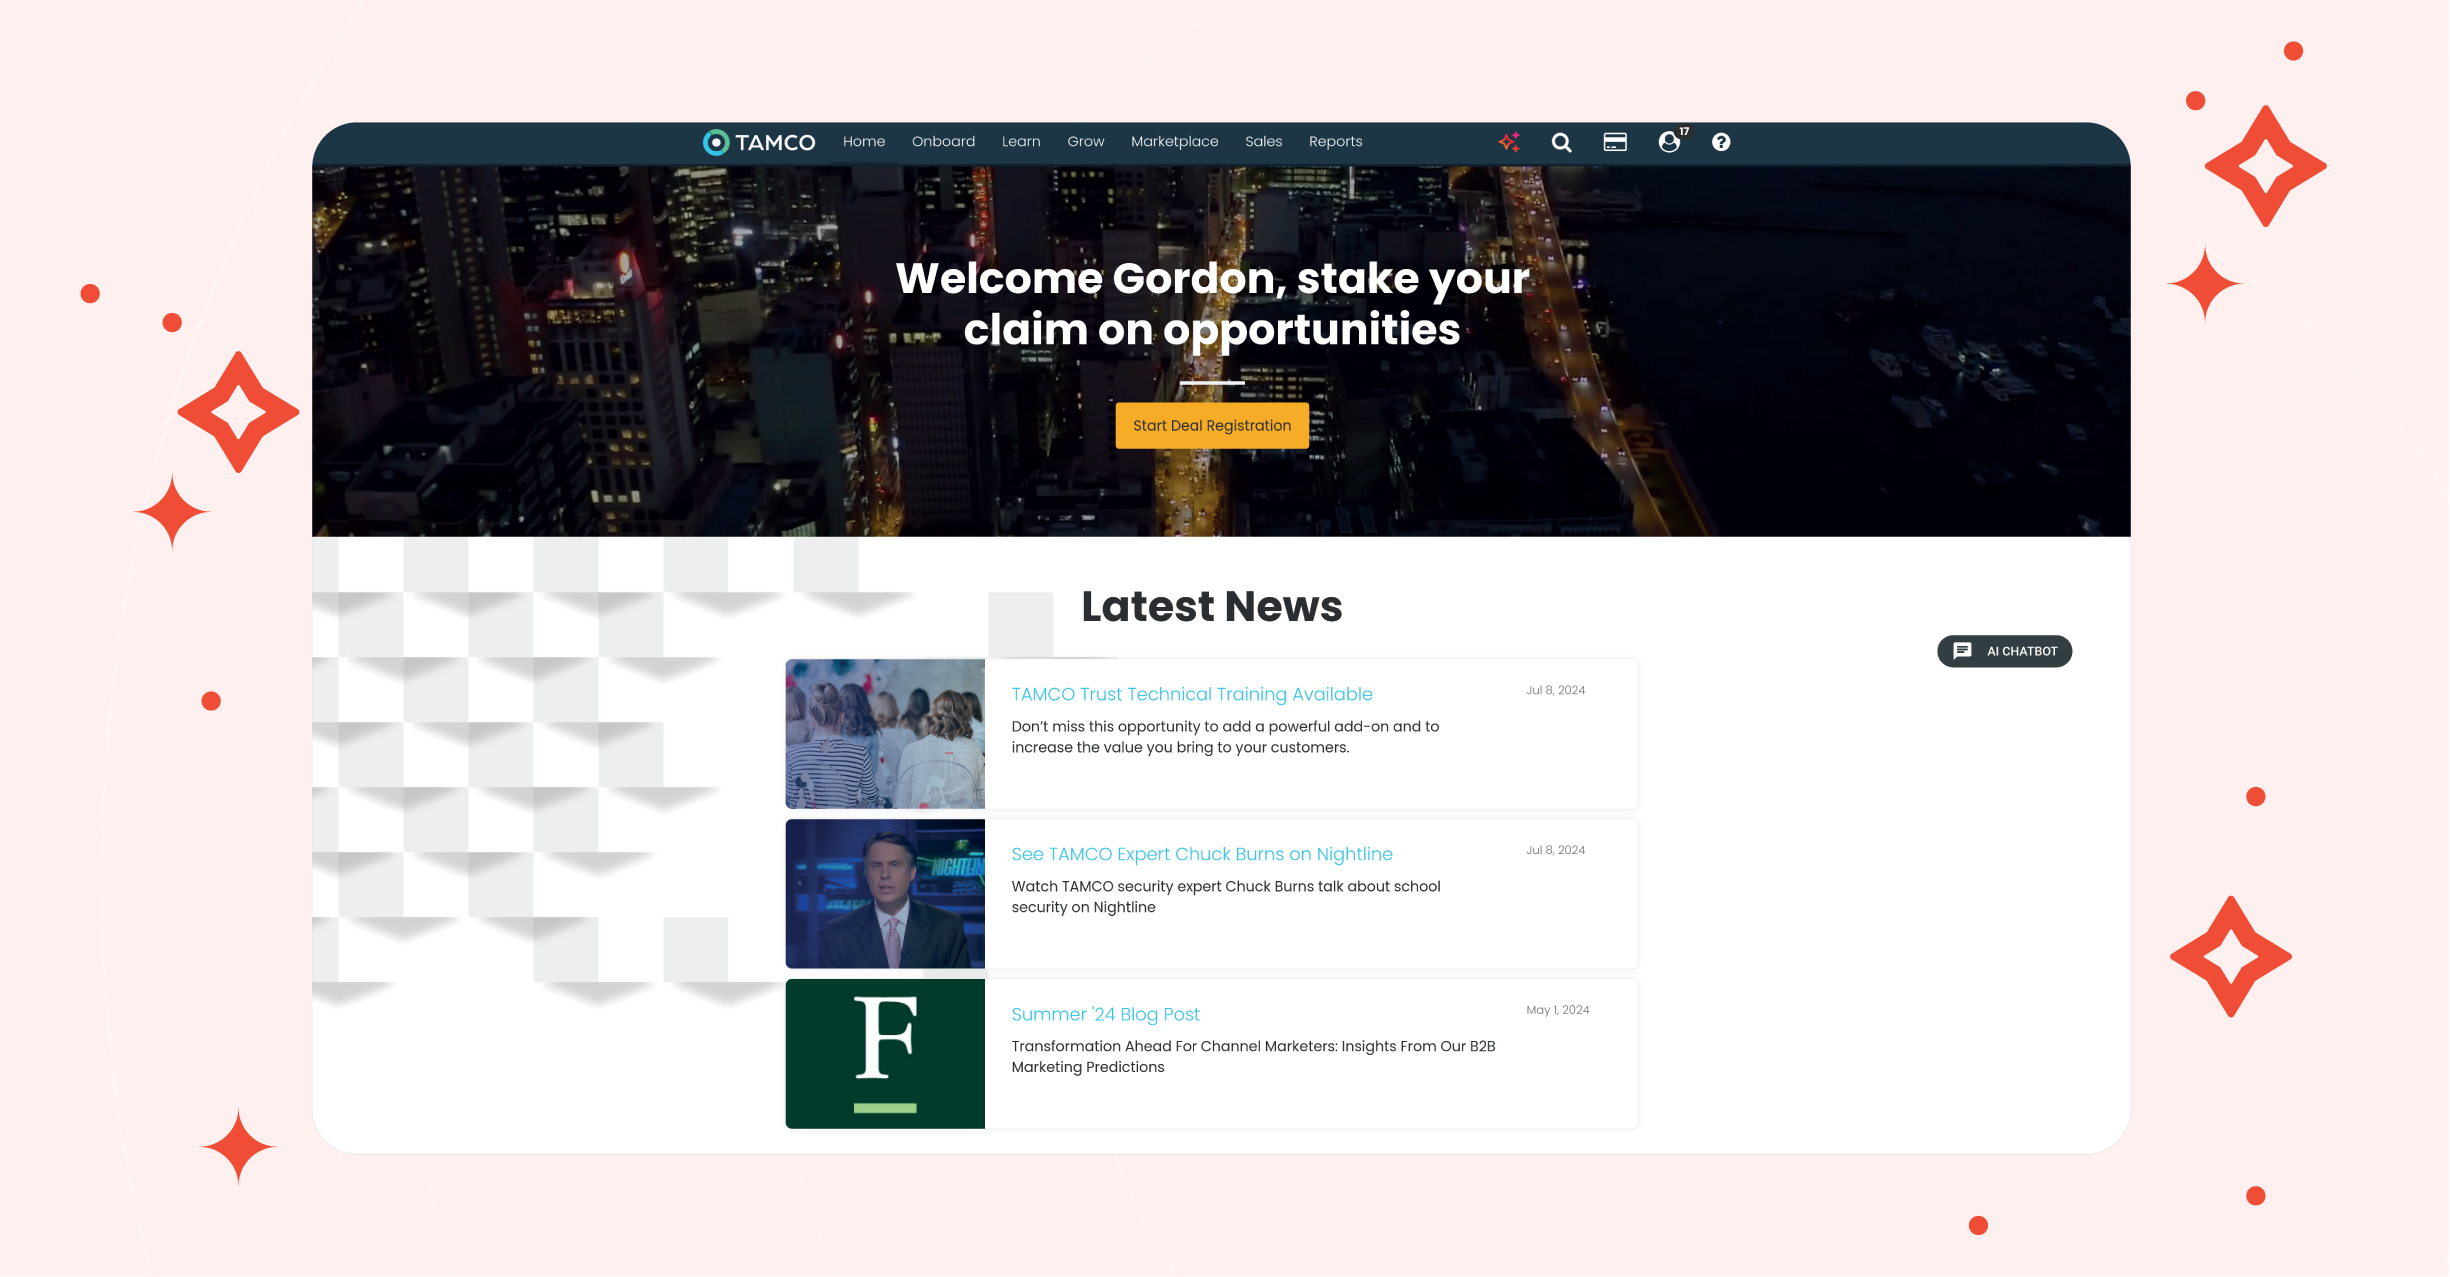 TAMCO Home Onboard Learn Grow Marketplace Sales Reports 17 ?
Welcome Gordon, stake your
claim on opportunities
Start Deal Registration
Latest News
AI CHATBOT
TAMCO Trust Technical Training Available
Jul 8, 2024
Don't miss this opportunity to add a powerful add-on and to
increase the value you bring to your customers.
NIGHTLIN
See TAMCO Expert Chuck Burns on Nightline
Jul 8, 2024
Watch TAMCO security expert Chuck Burns talk about school
security on Nightline
F
Summer '24 Blog Post
May 1, 2024
Transformation Ahead For Channel Marketers: Insights From Our B2B
Marketing Predictions